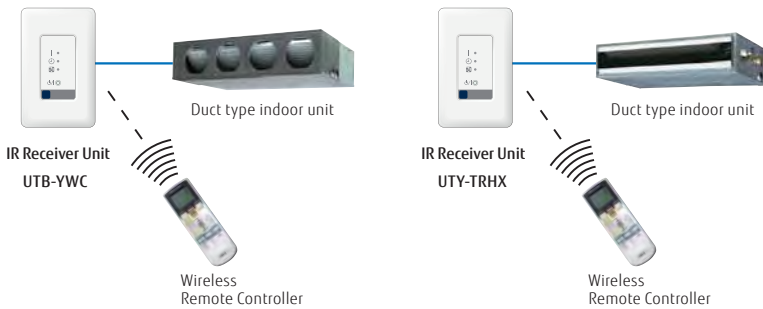 Duct type indoor unit
IR Receiver Unit
UTB-YWC
Wireless
Remote Controller
Duct type indoor unit
IR Receiver Unit
UTY-TRHX
Wireless
Remote Controller